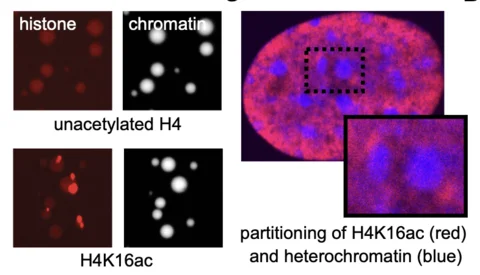 histone
chromatin
unacetylated H4
H4K16ac
partitioning of H4K16ac (red)
and heterochromatin (blue)